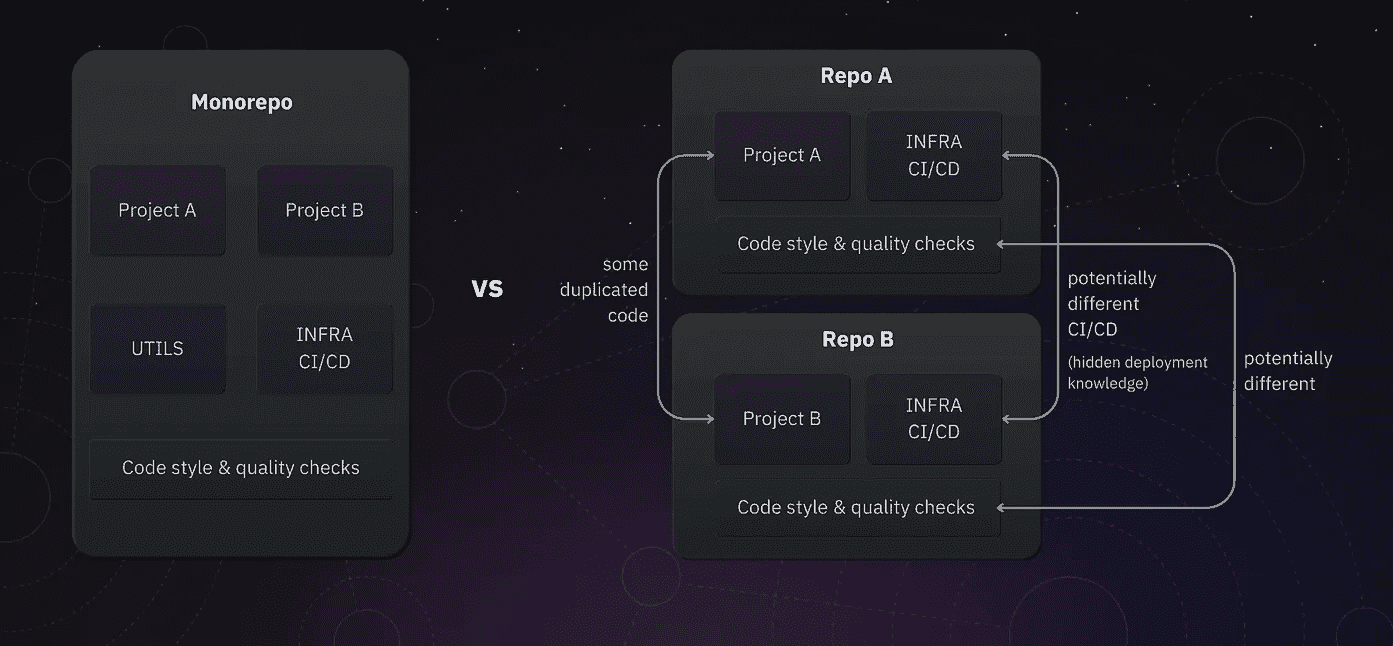 Monorepo
Project A
Project B
UTILS
INFRA
CI/CD
Code style & quality checks
VS
some
duplicated
code
Repo A
Project A
INFRA
CI/CD
Code style & quality checks
Repo B
Project B
INFRA
CI/CD
Code style & quality checks
potentially
different
CI/CD
(hidden deployment
knowledge)
potentially
different